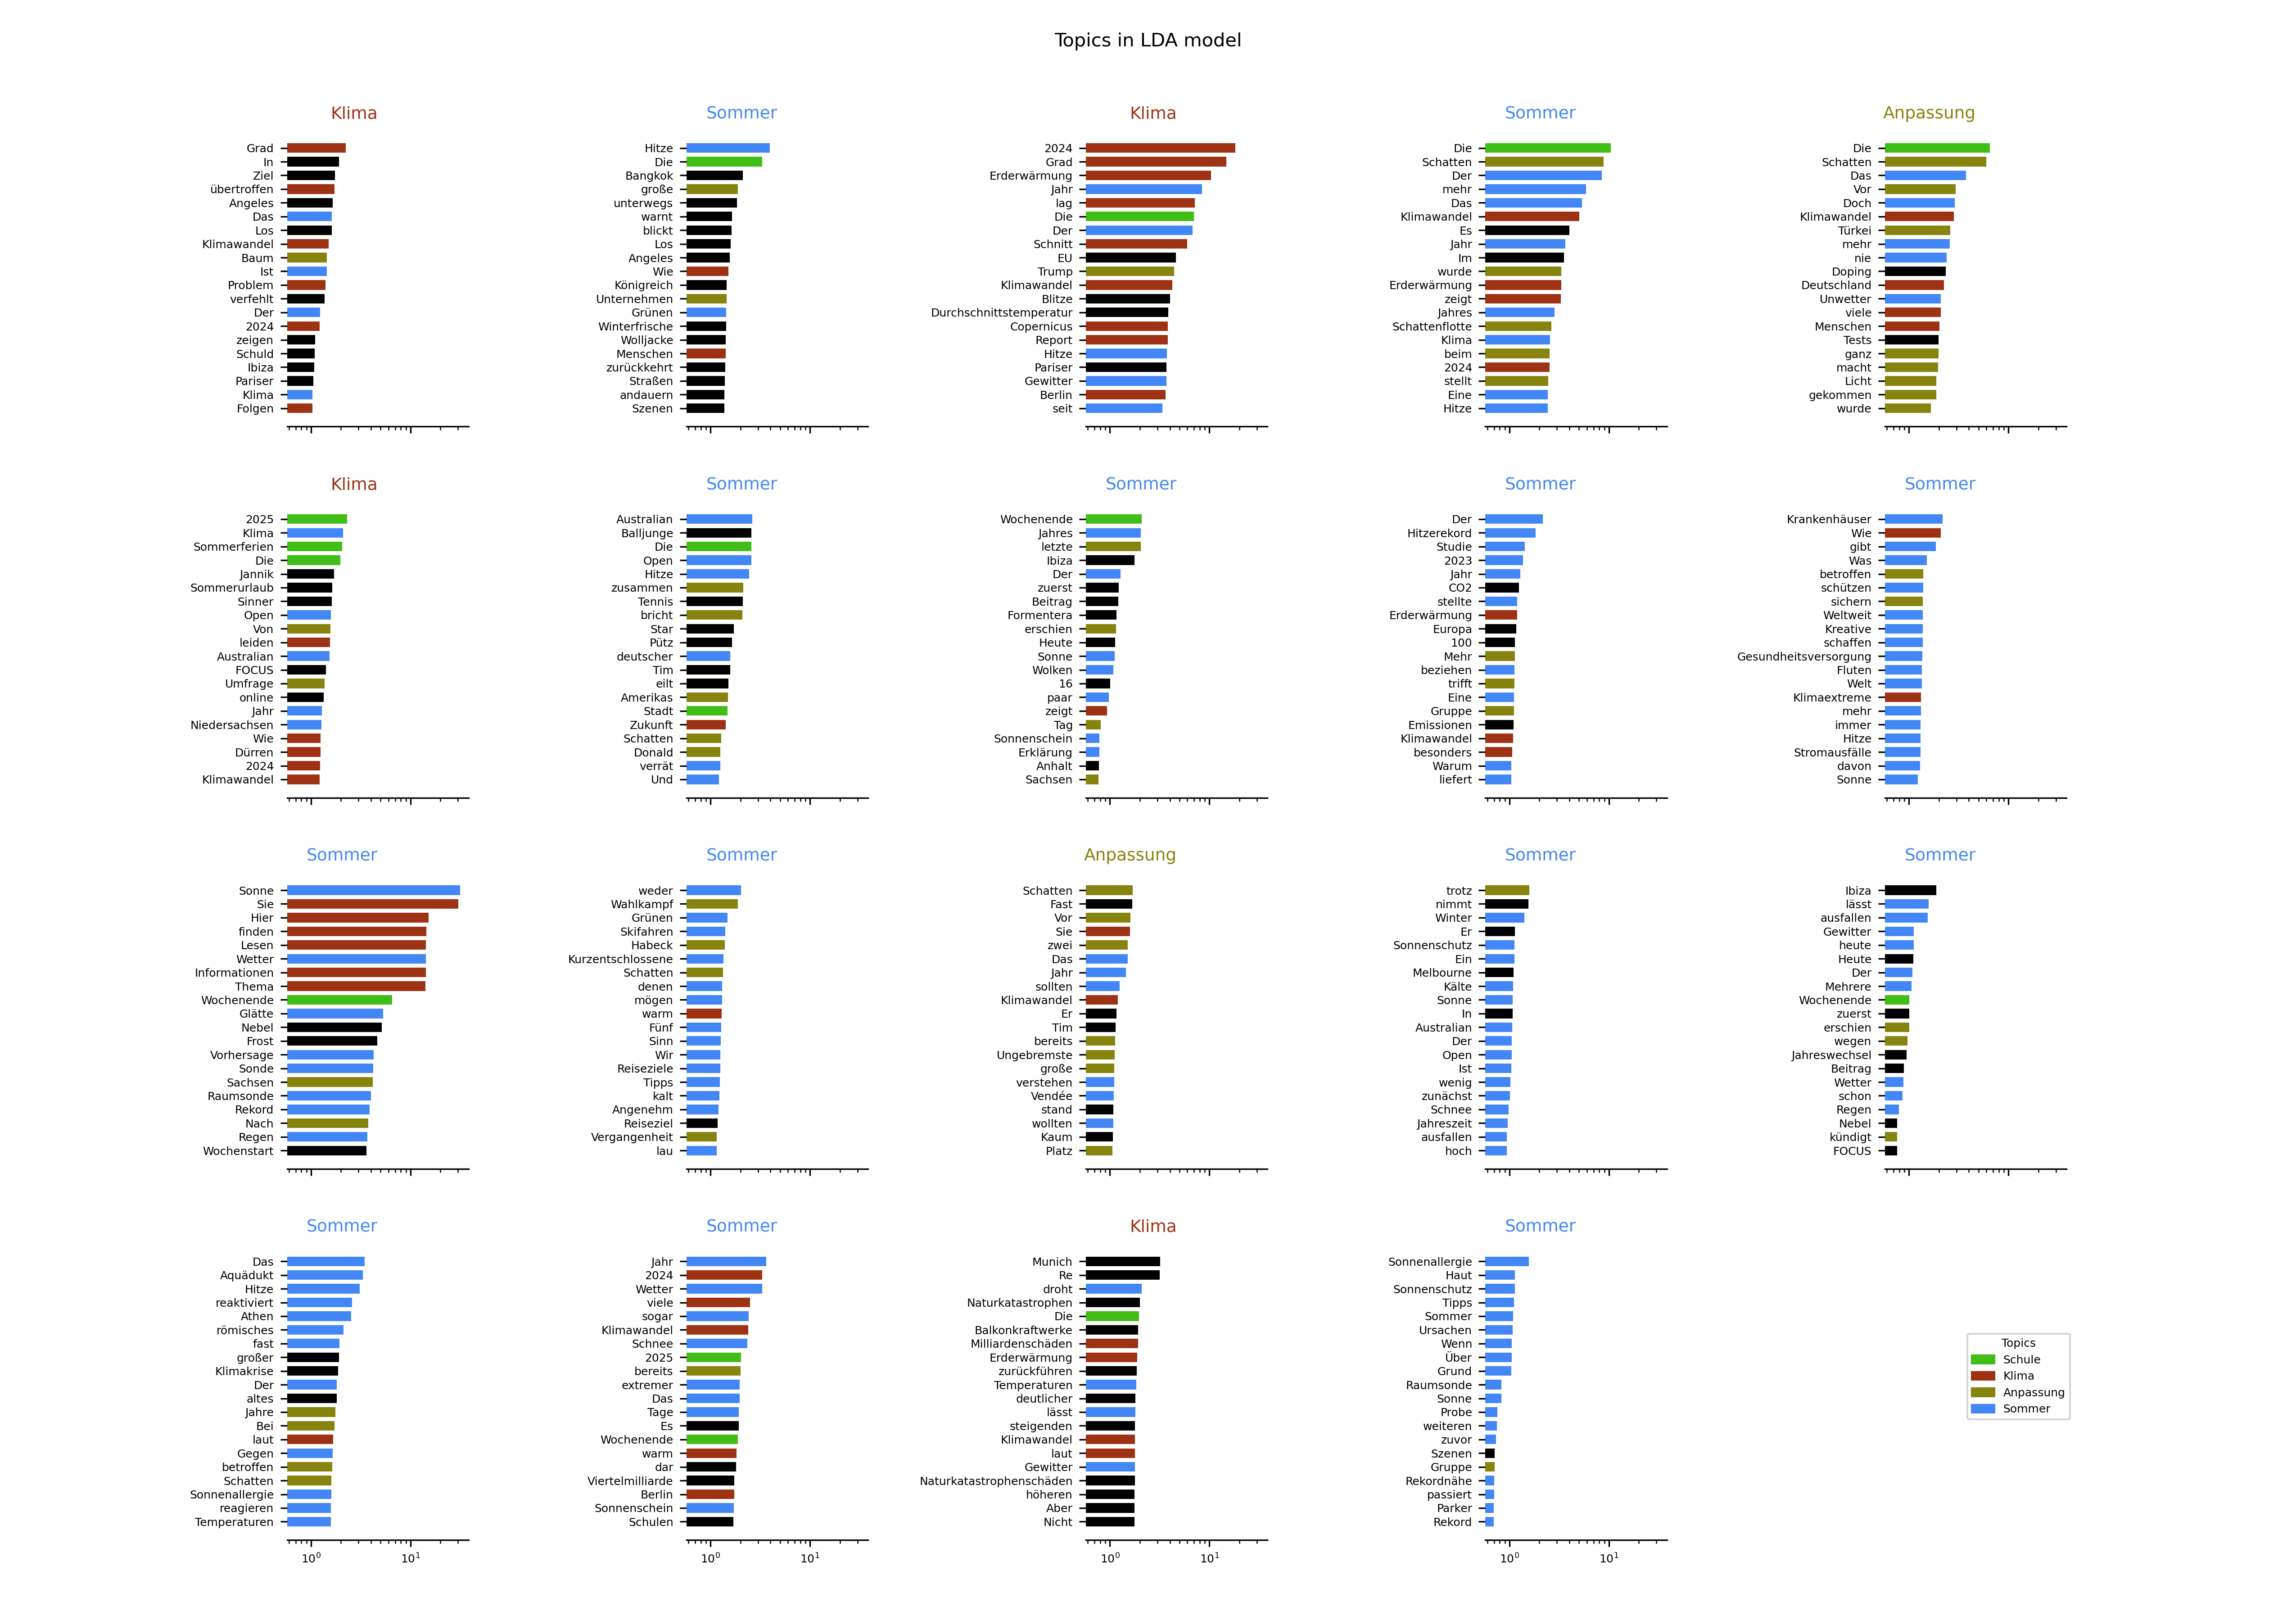 Topics in LDA model
Klima
Grad
In
Ziel
übertroffen
Angeles
Das
Los
Klimawandel
Baum
Ist
Problem
verfehlt
Der
2024
zeigen
Schuld
Ibiza
Pariser
Klima
Folgen
Sommer
Hitze
Die
Bangkok
große
unterwegs
warnt
blickt
Los
Angeles
Wie
Königreich
Unternehmen
Grünen
Winterfrische
Wolljacke
Menschen
zurückkehrt
Straßen
andauern
Szenen
Klima
2024
Grad
Erderwärmung
Jahr
lag
Die
Der
Schnitt
EU
Trump
Klimawandel
Blitze
Durchschnittstemperatur
Copernicus
Report
Hitze
Pariser
Gewitter
Berlin
seit
Sommer
Die
Schatten
Der
mehr
Das
Klimawandel
Es
Jahr
Im
wurde
Erderwärmung
zeigt
Jahres
Schattenflotte
Klima
beim
2024
stellt
Eine
Hitze
Anpassung
Die
Schatten
Das
Vor
Doch
Klimawandel
Türkei
mehr
nie
Doping
Deutschland
Unwetter
viele
Menschen
Tests
ganz
macht
Licht
gekommen
wurde
Klima
2025
Klima
Sommerferien
Die
Jannik
Sommerurlaub
Sinner
Open
Von
leiden
Australian
FOCUS
Umfrage
online
Jahr
Niedersachsen
Wie
Dürren
2024
Klimawandel
Sommer
Australian
Balljunge
Die
Open
Hitze
zusammen
Tennis
bricht
Star
Pütz
deutscher
Tim
eilt
Amerikas
Stadt
Zukunft
Schatten
Donald
verrät
Und
Sommer
Wochenende
Jahres
letzte
Ibiza
Der
zuerst
Beitrag
Formentera
erschien
Heute
Sonne
Wolken
16
paar
zeigt
Tag
Sonnenschein
Erklärung
Anhalt
Sachsen
Sommer
Der
Hitzerekord
Studie
2023
Jahr
CO2
stellte
Erderwärmung
Europa
100
Mehr
beziehen
trifft
Eine
Gruppe
Emissionen
Klimawandel
besonders
Warum
liefert
Sommer
Krankenhäuser
Wie
gibt
Was
betroffen
schützen
sichern
Weltweit
Kreative
schaffen
Gesundheitsversorgung
Fluten
Welt
Klimaextreme
mehr
immer
Hitze
Stromausfälle
davon
Sonne
Sommer
Sonne
Sie
Hier
finden
Lesen
Wetter
Informationen
Thema
Wochenende
Glätte
Nebel
Frost
Vorhersage
Sonde
Sachsen
Raumsonde
Rekord
Nach
Regen
Wochenstart
Sommer
weder
Wahlkampf
Grünen
Skifahren
Habeck
Kurzentschlossene
Schatten
denen
mögen
warm
Fünf
Sinn
Wir
Reiseziele
Tipps
kalt
Angenehm
Reiseziel
Vergangenheit
lau
Anpassung
Schatten
Fast
Vor
Sie
zwei
Das
Jahr
sollten
Klimawandel
Er
Tim
bereits
Ungebremste
große
verstehen
Vendée
stand
wollten
Kaum
Platz
Sommer
trotz
nimmt
Winter
Er
Sonnenschutz
Ein
Melbourne
Kälte
Sonne
In
Australian
Der
Open
Ist
wenig
zunächst
Schnee
Jahreszeit
ausfallen
hoch
Sommer
Ibiza
lässt
ausfallen
Gewitter
heute
Heute
Der
Mehrere
Wochenende
zuerst
erschien
wegen
Jahreswechsel
Beitrag
Wetter
schon
Regen
Nebel
kündigt
FOCUS
Sommer
Das
Aquädukt
Hitze
reaktiviert
Athen
römisches
fast
großer
Klimakrise
Der
altes
Jahre
Bei
laut
Gegen
betroffen
Schatten
Sonnenallergie
reagieren
Temperaturen
10⁰ 10¹
Sommer
Jahr
2024
Wetter
viele
sogar
Klimawandel
Schnee
2025
bereits
extremer
Das
Tage
Es
Wochenende
warm
dar
Viertelmilliarde
Berlin
Sonnenschein
Schulen
10⁰ 10¹
Klima
Munich
Re
droht
Naturkatastrophen
Die
Balkonkraftwerke
Milliardenschäden
Erderwärmung
zurückführen
Temperaturen
deutlicher
lässt
steigenden
Klimawandel
laut
Gewitter
Naturkatastrophenschäden
höheren
Aber
Nicht
10⁰ 10¹
Sommer
Sonnenallergie
Haut
Sonnenschutz
Tipps
Sommer
Ursachen
Wenn
Über
Grund
Raumsonde
Sonne
Probe
weiteren
zuvor
Szenen
Gruppe
Rekordnähe
passiert
Parker
Rekord
10⁰ 10¹
Topics
Schule
Klima
Anpassung
Sommer